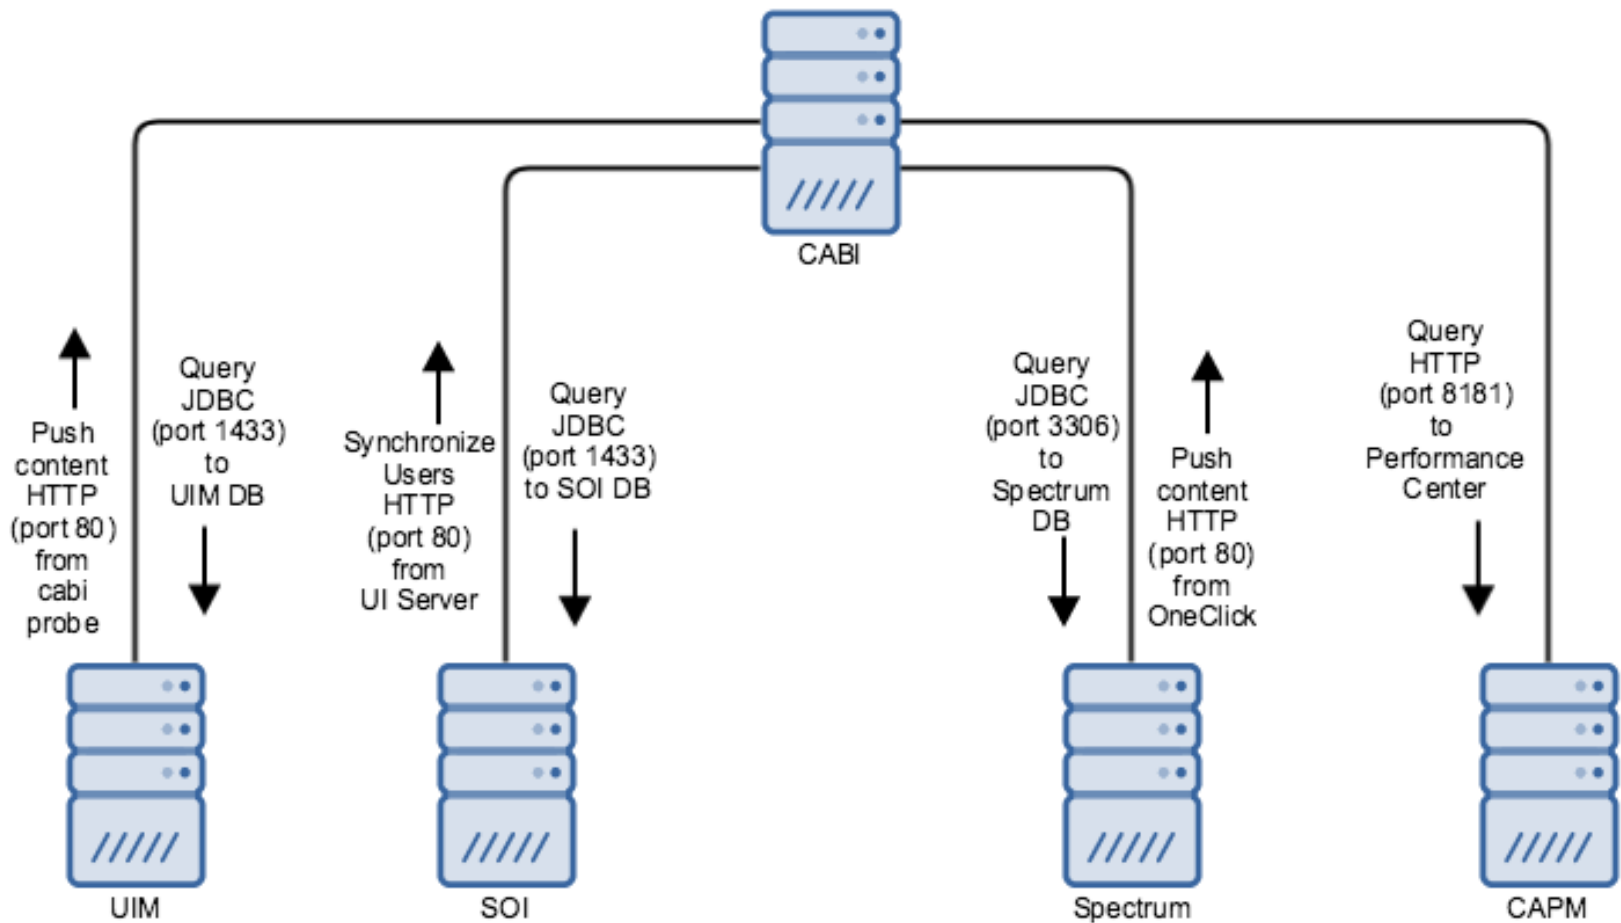 CABI
Push
content
HTTP
(port 80)
from
cabi
probe
Query
JDBC
(port 1433)
to
UIM DB
Synchronize
Users
HTTP
(port 80)
from
UI Server
Query
JDBC
(port 1433)
to SOI DB
Query
JDBC
(port 3306)
to
Spectrum
DB
Push
content
HTTP
(port 80)
from
OneClick
Query
HTTP
(port 8181)
to
Performance
Center
UIM
SOI
Spectrum
CAPM